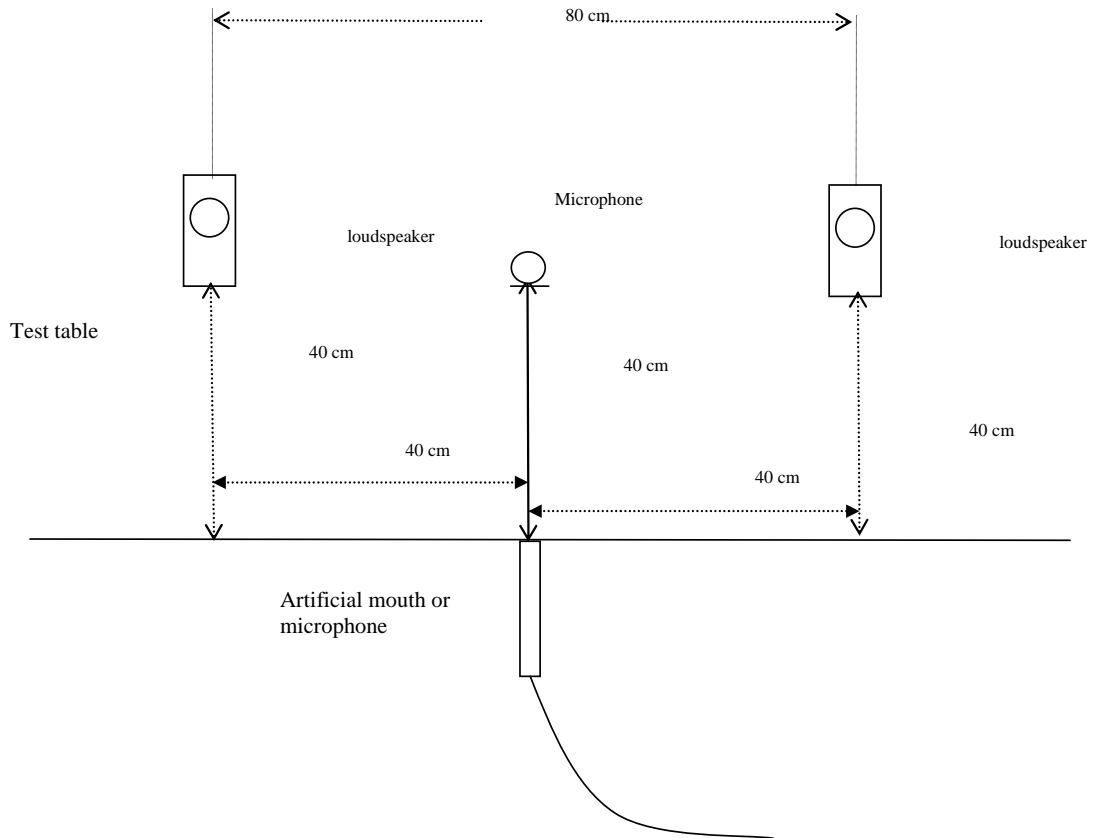 80 cm
Microphone
loudspeaker
loudspeaker
Test table
40 cm
40 cm
40 cm
40 cm
40 cm
Artificial mouth or
microphone